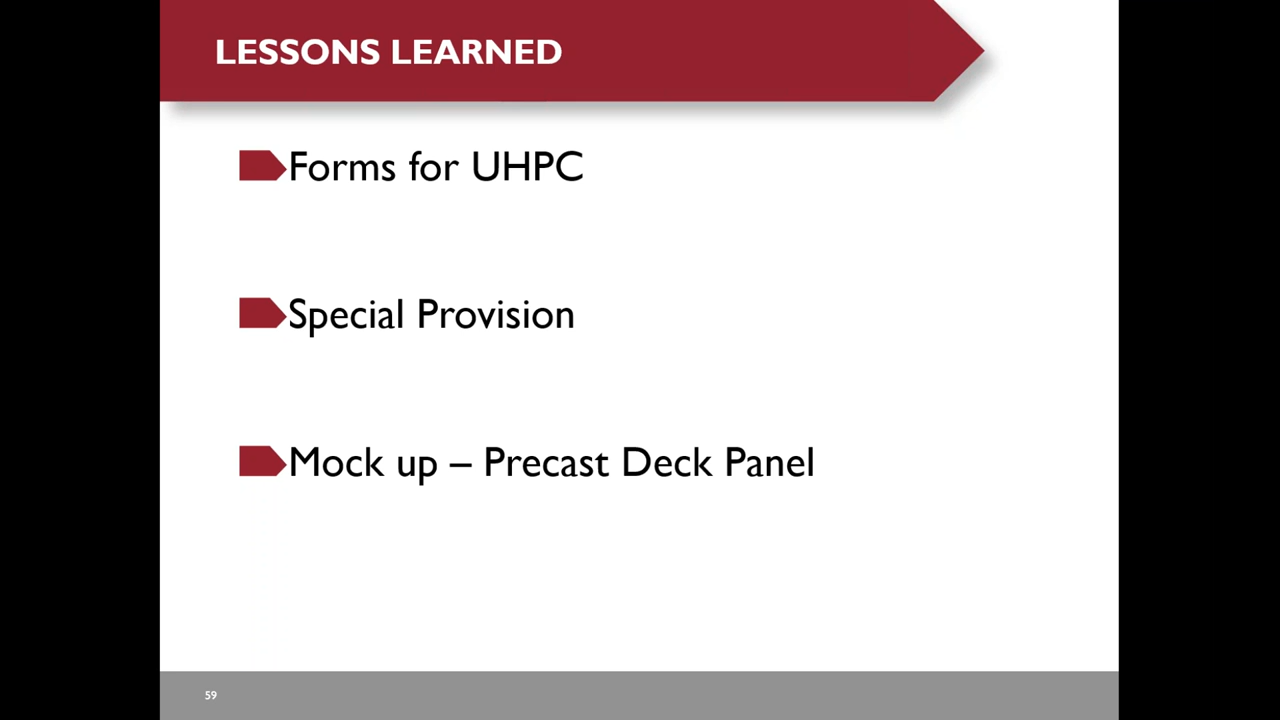 LESSONS LEARNED
Forms for UHPC
Special Provision
Mock up – Precast Deck Panel
59